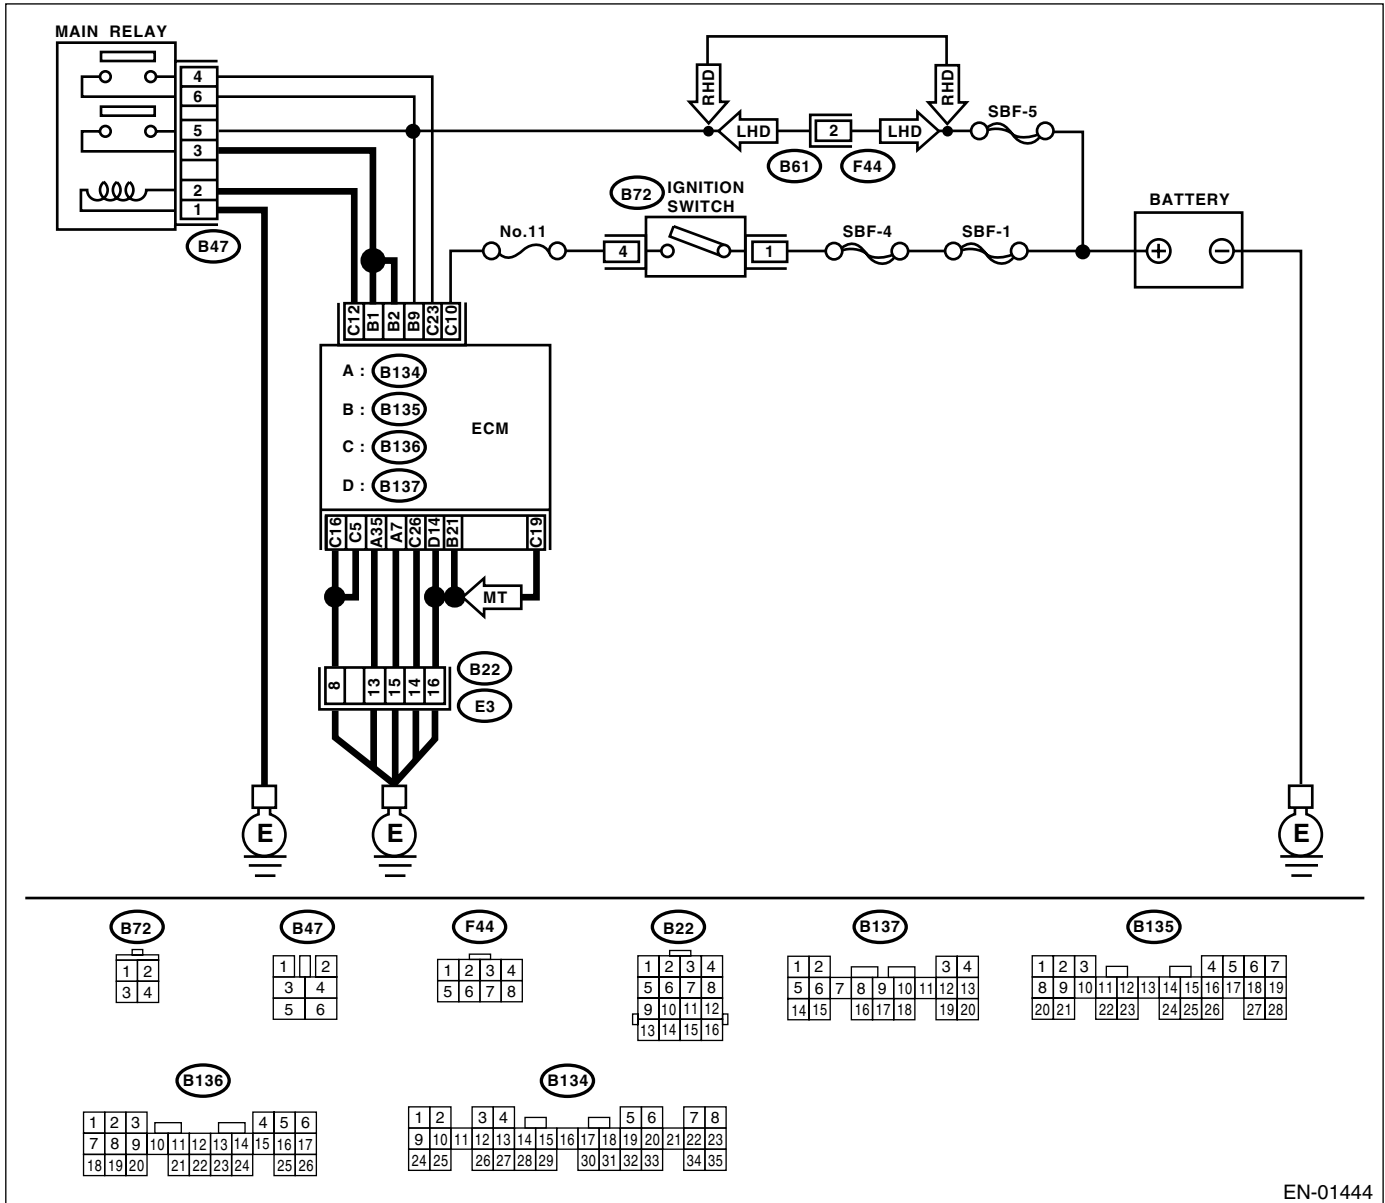 MAIN RELAY
4
6
5
3
2
1
B47
RHD
RHD
LHD
2
LHD
SBF-5
B61
F44
B72
IGNITION
SWITCH
BATTERY
No.11
4
1
SBF-4
SBF-1
+
−
C12 B1 B2 B9 C23 C10
A : B134
B : B135
C : B136
D : B137
ECM
C16 C5 A35 A7 C26 D14 B21 C19
MT
8 13 15 14 16
B22
E3
E
E
E
B72
1 2
3 4
B47
1 2
3 4
5 6
F44
1 2 3 4
5 6 7 8
B22
1 2 3 4
5 6 7 8
9 10 11 12
13 14 15 16
B137
1 2 3 4
5 6 7 8 9 10 11 12 13
14 15 16 17 18 19 20
B135
1 2 3 4 5 6 7
8 9 10 11 12 13 14 15 16 17 18 19
20 21 22 23 24 25 26 27 28
B136
1 2 3 4 5 6
7 8 9 10 11 12 13 14 15 16 17
18 19 20 21 22 23 24 25 26
B134
1 2 3 4 5 6 7 8
9 10 11 12 13 14 15 16 17 18 19 20 21 22 23
24 25 26 27 28 29 30 31 32 33 34 35
EN-01444